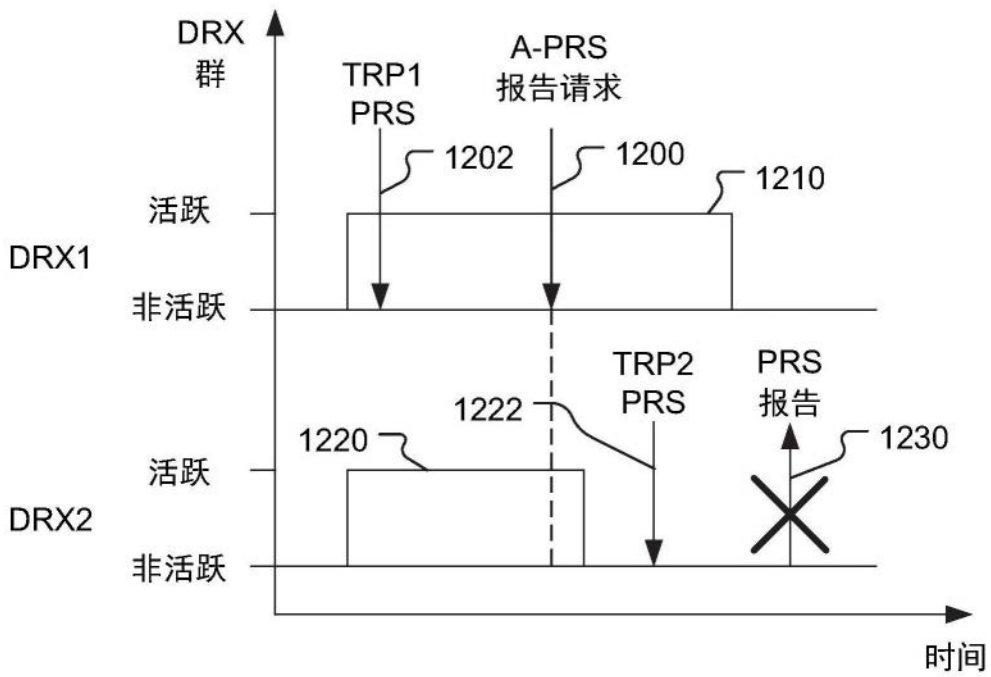 DRX
群
TRP1
PRS
A-PRS
报告请求
1202
1200
1210
活跃
DRX1
非活跃
TRP2
PRS
PRS
报告
1222
1220
1230
活跃
DRX2
非活跃
时间